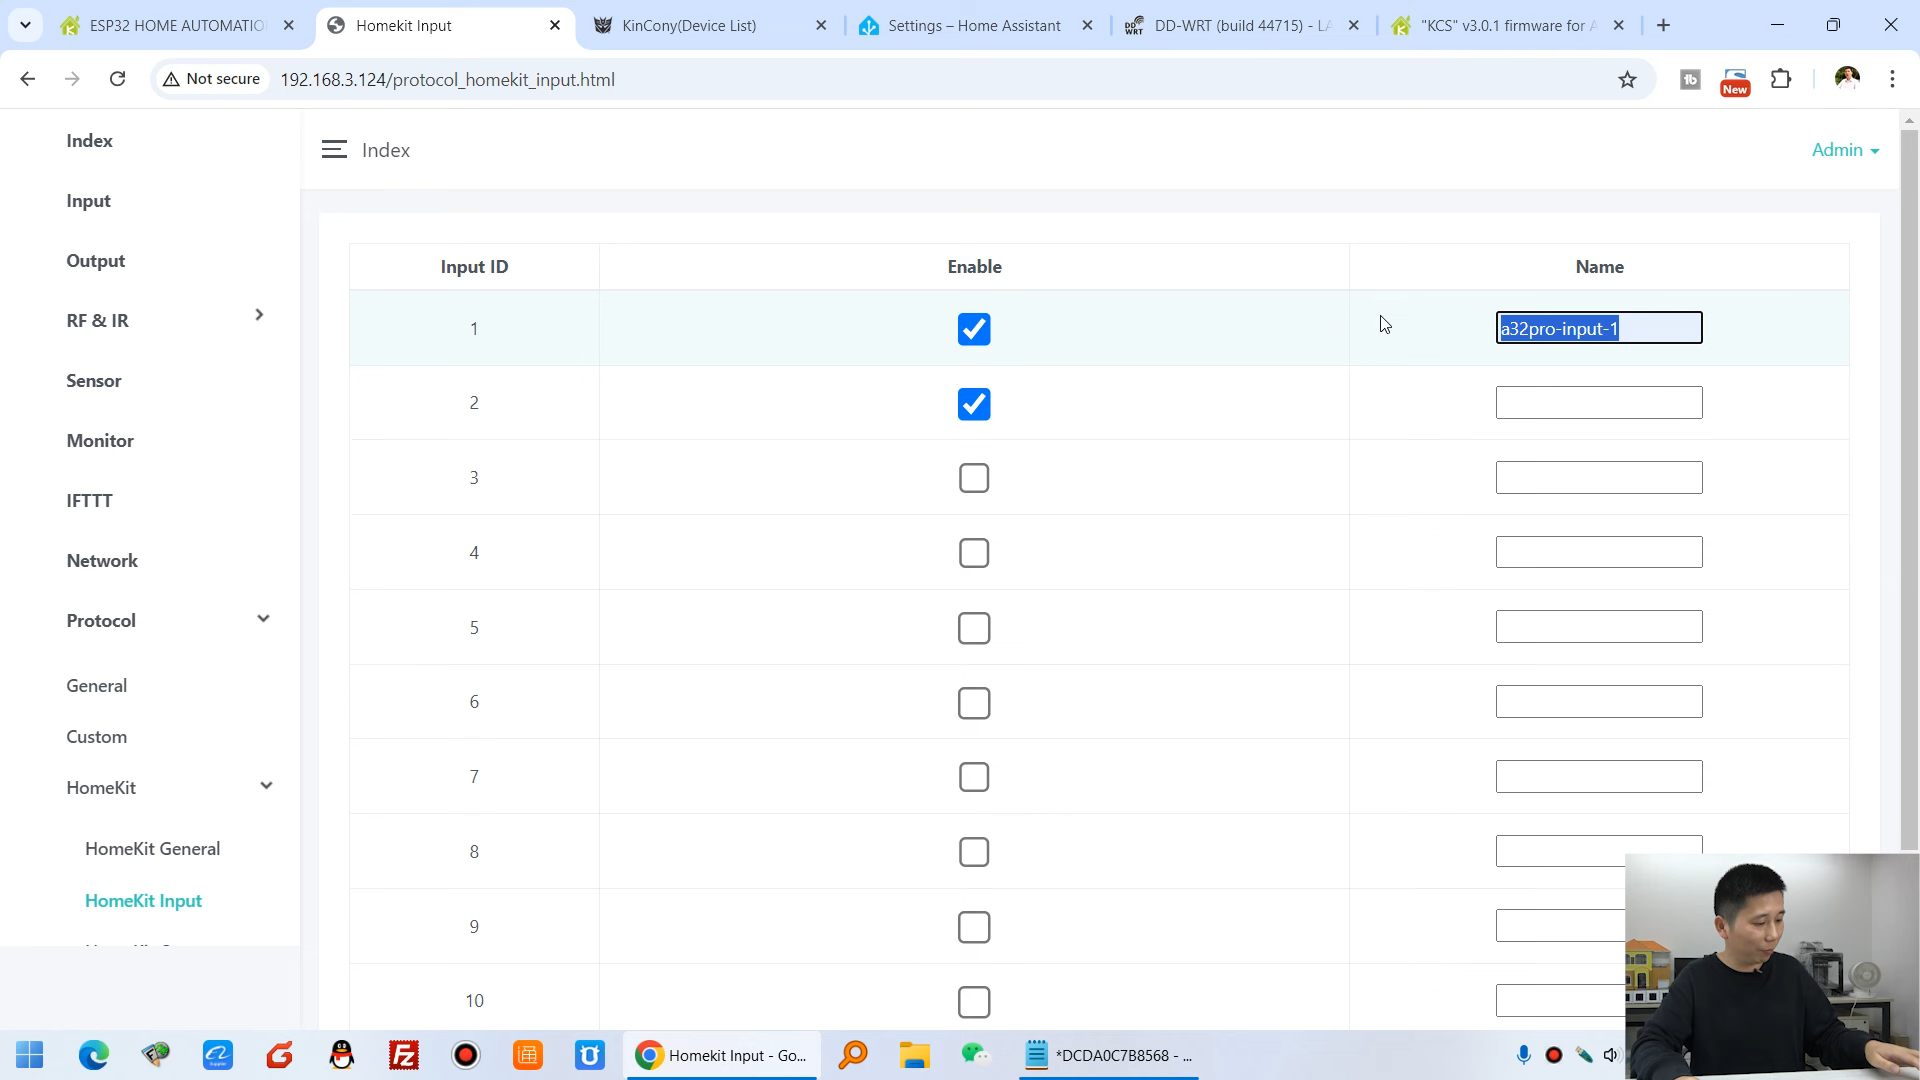 ESP32 HOME AUTOMATIO
Homekit Input
KinCony(Device List)
Settings – Home Assistant
DD-WRT (build 44715) - LA
"KCS" v3.0.1 firmware for A
Not secure
192.168.3.124/protocol_homekit_input.html
New
Index
Input
Output
RF & IR
Sensor
Monitor
IFTTT
Network
Protocol
General
Custom
HomeKit
HomeKit General
HomeKit Input
Index
Admin
Input ID Enable Name
1 a32pro-input-1
2
3
4
5
6
7
8
9
10
Homekit Input - Go...
*DCDA0C7B8568 - ...